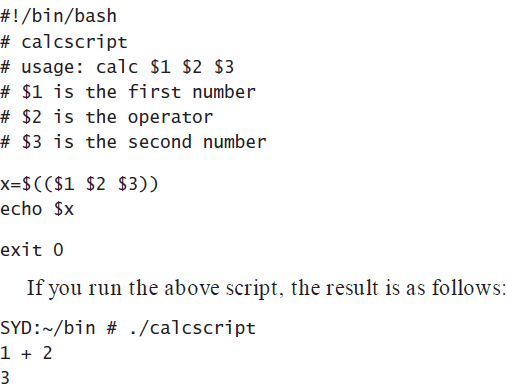 #!/bin/bash
# calcscript
# usage: calc $1 $2 $3
# $1 is the first number
# $2 is the operator
# $3 is the second number
x=$(($1 $2 $3))
echo $x
exit 0
If you run the above script, the result is as follows:
SYD:~/bin # ./calcscript
1 + 2
3